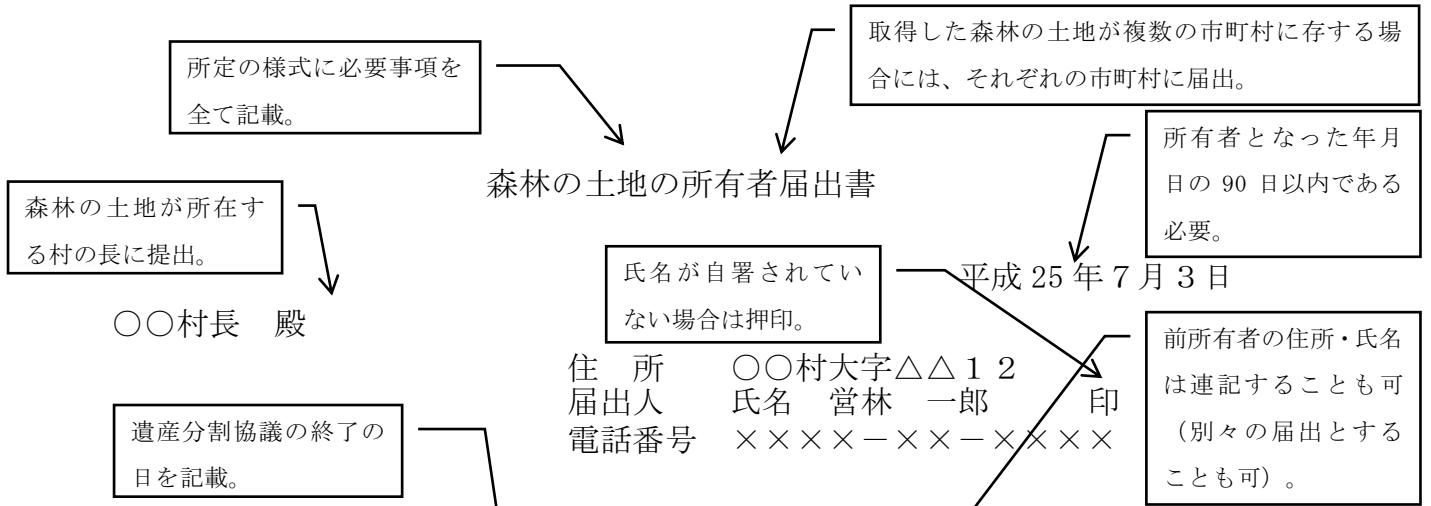 取得した森林の土地が複数の市町村に存する場
合には、それぞれの市町村に届出。
所定の様式に必要事項を
全て記載。
所有者となった年月
日の 90 日以内である
必要。
森林の土地の所有者届出書
森林の土地が所在す
る村の長に提出。
氏名が自署されてい
ない場合は押印。
平成 25 年７月３日
○○村長　殿
前所有者の住所・氏名
は連記することも可
（別々の届出とする
ことも可）。
住　所　　○○村大字△△１２
届出人　　氏名　営林　一郎　　　印
電話番号　××××－××－××××
遺産分割協議の終了の
日を記載。